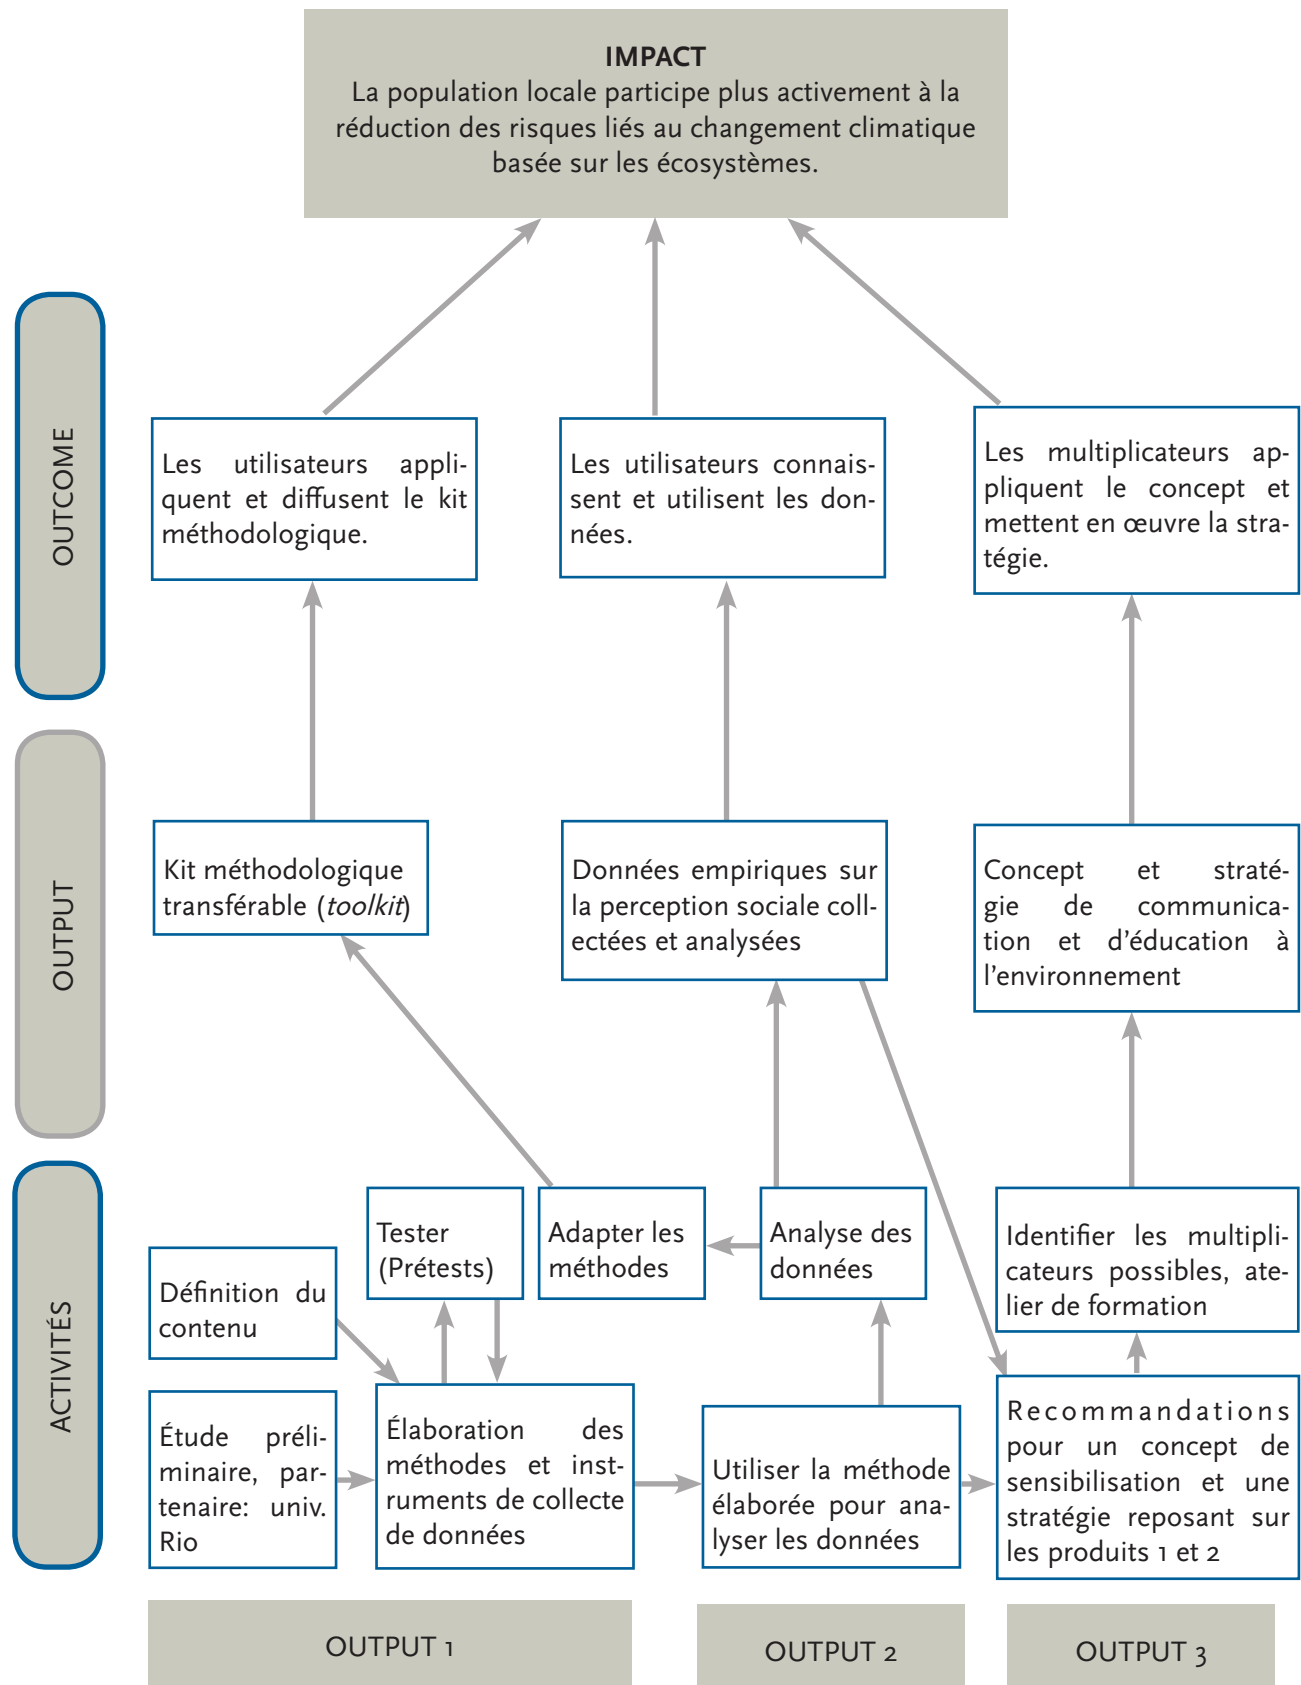 IMPACT
La population locale participe plus activement à la
réduction des risques liés au changement climatique
basée sur les écosystèmes.
OUTCOME
Les utilisateurs appli-
quent et diffusent le kit
méthodologique.
Les utilisateurs connais-
sent et utilisent les don-
nées.
Les multiplicateurs ap-
pliquent le concept et
mettent en œuvre la stra-
tégie.
OUTPUT
Kit méthodologique
transférable (toolkit)
Données empiriques sur
la perception sociale coll-
ectées et analysées
Concept et straté-
gie de communica-
tion et d'éducation à
l'environnement
ACTIVITÉS
Définition du
contenu
Tester
(Prétests)
Adapter les
méthodes
Analyse des
données
Identifier les multipli-
cateurs possibles, ate-
lier de formation
Étude préli-
minaire, par-
tenaire: univ.
Rio
Élaboration des
méthodes et inst-
ruments de collecte
de données
Utiliser la méthode
élaborée pour ana-
lyser les données
Recommandations
pour un concept de
sensibilisation et une
stratégie reposant sur
les produits 1 et 2
OUTPUT 1
OUTPUT 2
OUTPUT 3